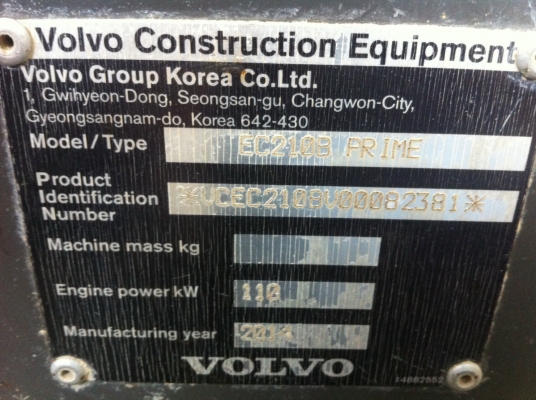 Volvo Construction Equipment
Volvo Group Korea Co.Ltd.
1, Gwihyeon-Dong, Seongsan-gu, Changwon-City,
Gyeongsangnam-do, Korea 642-430
Model/Type EC210B PRIME
Product
Identification
Number *VCEC210BV00082381*
Machine mass kg
Engine power kW 110
Manufacturing year
VOLVO